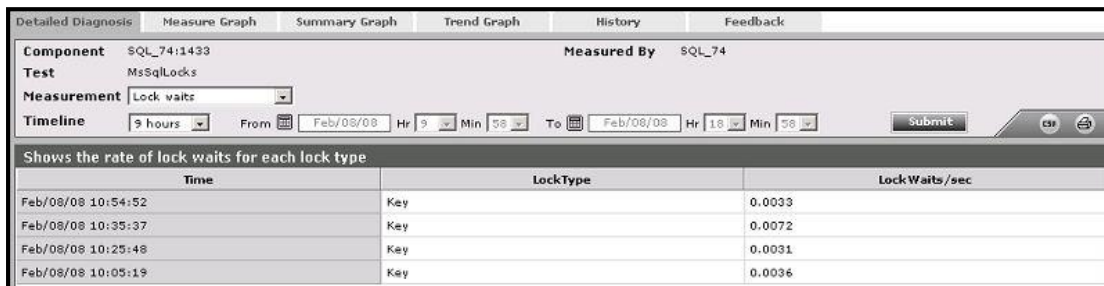 Detailed Diagnosis Measure Graph Summary Graph Trend Graph History Feedback
Component SQL_74:1433 Measured By SQL_74
Test MsSqlLocks
Measurement Lock waits
Timeline 9 hours From Feb/08/08 Hr 9 Min 58 To Feb/08/08 Hr 18 Min 58 Submit CSV
Shows the rate of lock waits for each lock type
Time LockType LockWaits/sec
Feb/08/08 10:54:52 Key 0.0033
Feb/08/08 10:35:37 Key 0.0072
Feb/08/08 10:25:48 Key 0.0031
Feb/08/08 10:05:19 Key 0.0036